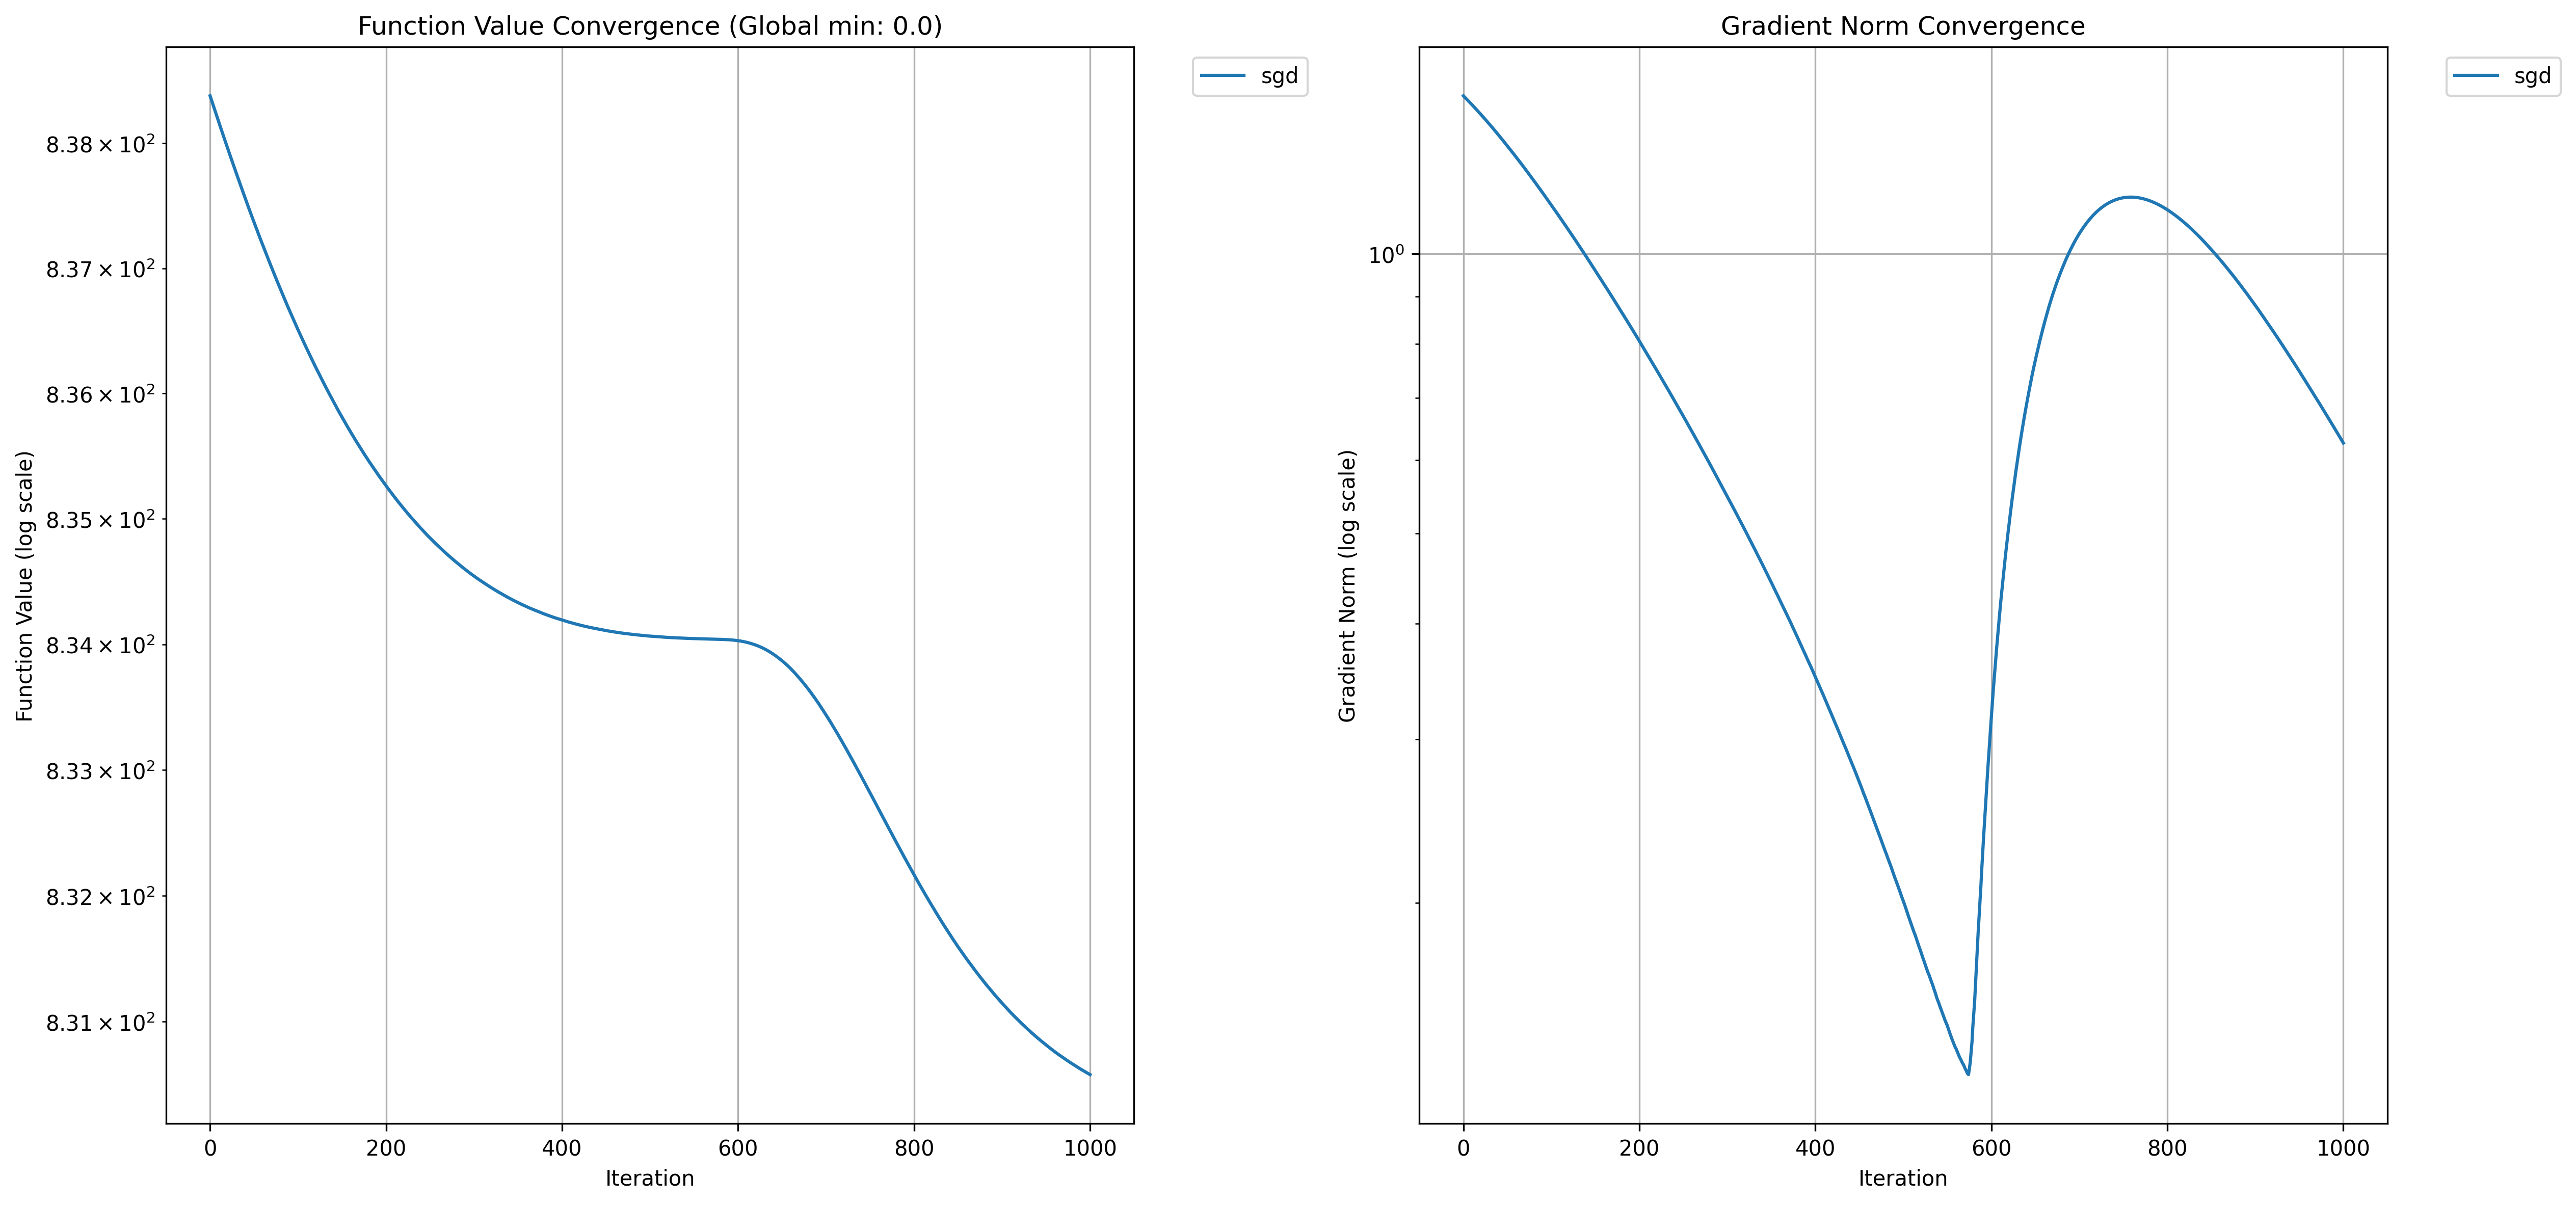 Function Value Convergence (Global min: 0.0)
sgd
8.38 × 10²
8.37 × 10²
8.36 × 10²
8.35 × 10²
8.34 × 10²
8.33 × 10²
8.32 × 10²
8.31 × 10²
Function Value (log scale)
0 200 400 600 800 1000
Iteration
Gradient Norm Convergence
sgd
10⁰
Gradient Norm (log scale)
0 200 400 600 800 1000
Iteration